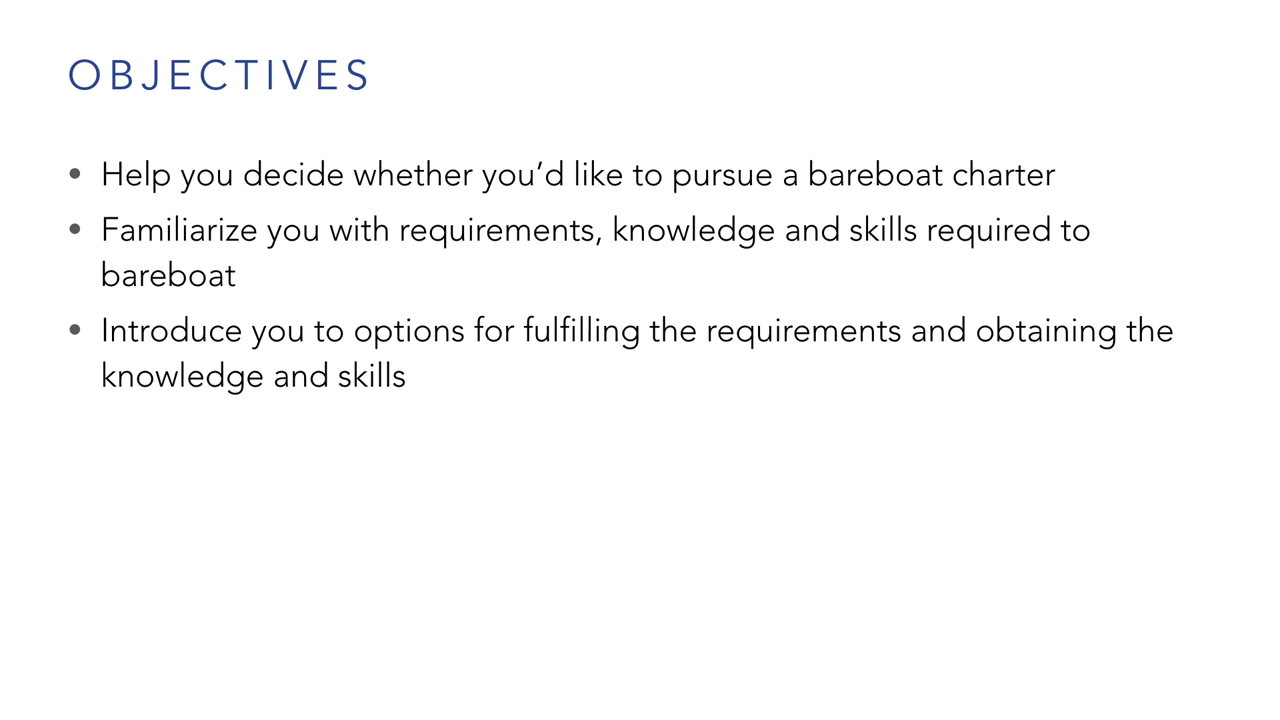 OBJECTIVES
• Help you decide whether you’d like to pursue a bareboat charter
• Familiarize you with requirements, knowledge and skills required to
bareboat
• Introduce you to options for fulfilling the requirements and obtaining the
knowledge and skills